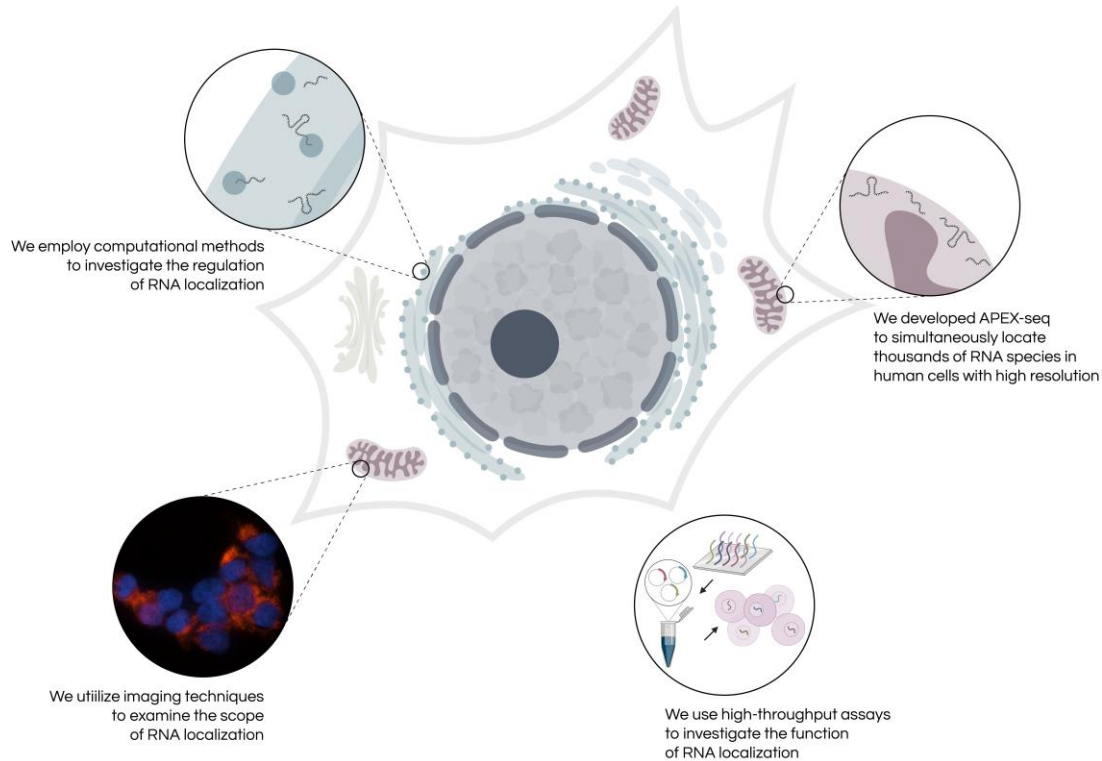 We employ computational methods
to investigate the regulation
of RNA localization
We developed APEX-seq
to simultaneously locate
thousands of RNA species in
human cells with high resolution
We utiilize imaging techniques
to examine the scope
of RNA localization
We use high-throughput assays
to investigate the function
of RNA localization